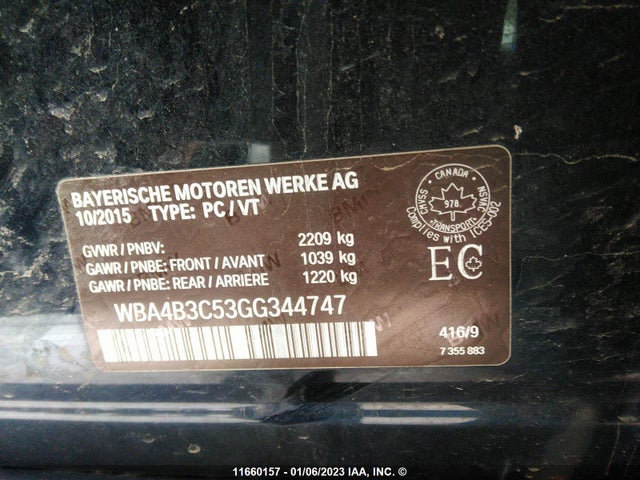 BAYERISCHE MOTOREN WERKE AG
10/2015 TYPE: PC/VT
GVWR / PNBV: 2209 kg
GAWR / PNBE: FRONT / AVANT 1039 kg
GAWR / PNBE: REAR / ARRIERE 1220 kg
WBA4B3C53GG344747
CANADA
CMVSS
NSVAC
978
TRANSPORT
Complies with ICES-002
EC
416/9
7 355 883
11660157 - 01/06/2023 IAA, INC. ©